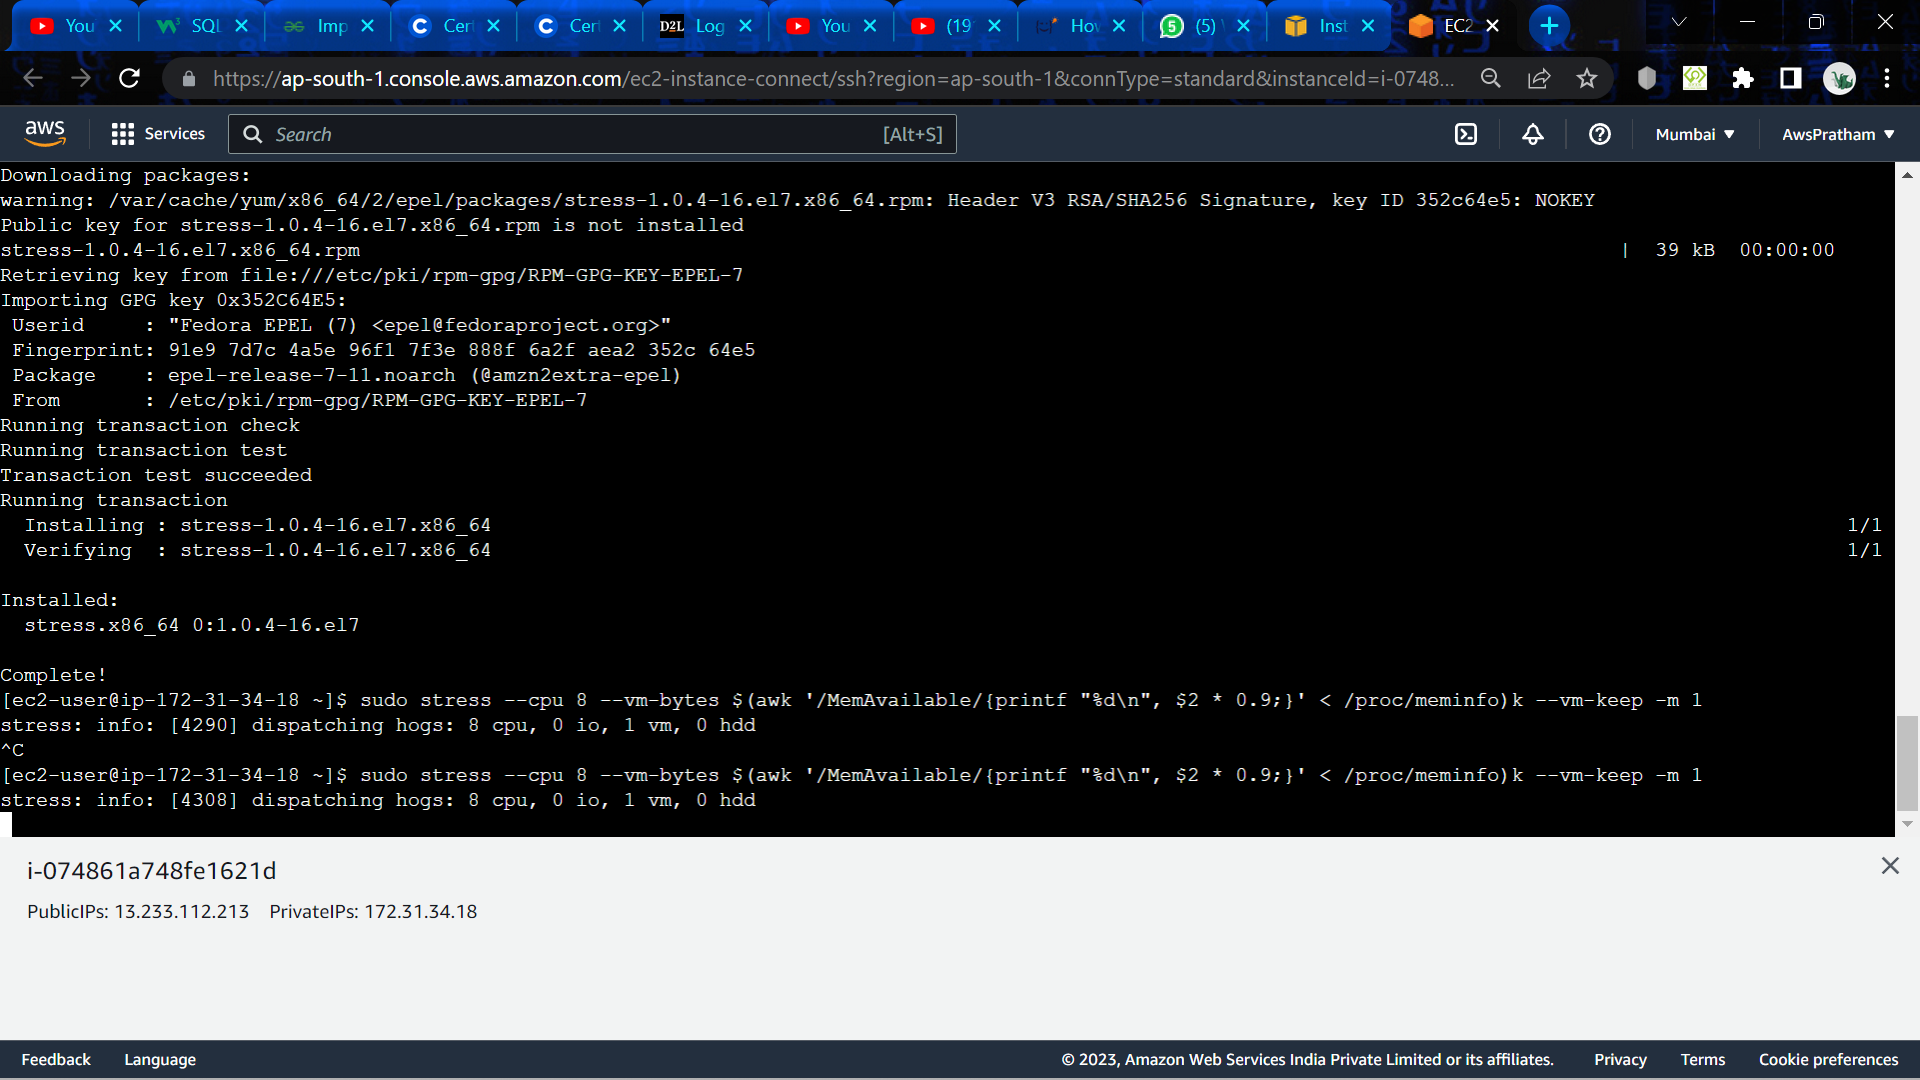 You
SQL
Imp
Cer
Cer
D2L Log
You
(19
How
5 (5)
Inst
EC2
https://ap-south-1.console.aws.amazon.com/ec2-instance-connect/ssh?region=ap-south-1&connType=standard&instanceId=i-0748...
aws
Services
Search
[Alt+S]
Mumbai
AwsPratham
Downloading packages:
warning: /var/cache/yum/x86_64/2/epel/packages/stress-1.0.4-16.el7.x86_64.rpm: Header V3 RSA/SHA256 Signature, key ID 352c64e5: NOKEY
Public key for stress-1.0.4-16.el7.x86_64.rpm is not installed
stress-1.0.4-16.el7.x86_64.rpm | 39 kB 00:00:00
Retrieving key from file:///etc/pki/rpm-gpg/RPM-GPG-KEY-EPEL-7
Importing GPG key 0x352C64E5:
Userid : "Fedora EPEL (7) <epel@fedoraproject.org>"
Fingerprint: 91e9 7d7c 4a5e 96f1 7f3e 888f 6a2f aea2 352c 64e5
Package : epel-release-7-11.noarch (@amzn2extra-epel)
From : /etc/pki/rpm-gpg/RPM-GPG-KEY-EPEL-7
Running transaction check
Running transaction test
Transaction test succeeded
Running transaction
Installing : stress-1.0.4-16.el7.x86_64 1/1
Verifying : stress-1.0.4-16.el7.x86_64 1/1
Installed:
stress.x86_64 0:1.0.4-16.el7
Complete!
[ec2-user@ip-172-31-34-18 ~]$ sudo stress --cpu 8 --vm-bytes $(awk '/MemAvailable/{printf "%d\n", $2 * 0.9;}' < /proc/meminfo)k --vm-keep -m 1
stress: info: [4290] dispatching hogs: 8 cpu, 0 io, 1 vm, 0 hdd
^C
[ec2-user@ip-172-31-34-18 ~]$ sudo stress --cpu 8 --vm-bytes $(awk '/MemAvailable/{printf "%d\n", $2 * 0.9;}' < /proc/meminfo)k --vm-keep -m 1
stress: info: [4308] dispatching hogs: 8 cpu, 0 io, 1 vm, 0 hdd
i-074861a748fe1621d
PublicIPs: 13.233.112.213 PrivateIPs: 172.31.34.18
Feedback
Language
© 2023, Amazon Web Services India Private Limited or its affiliates.
Privacy
Terms
Cookie preferences